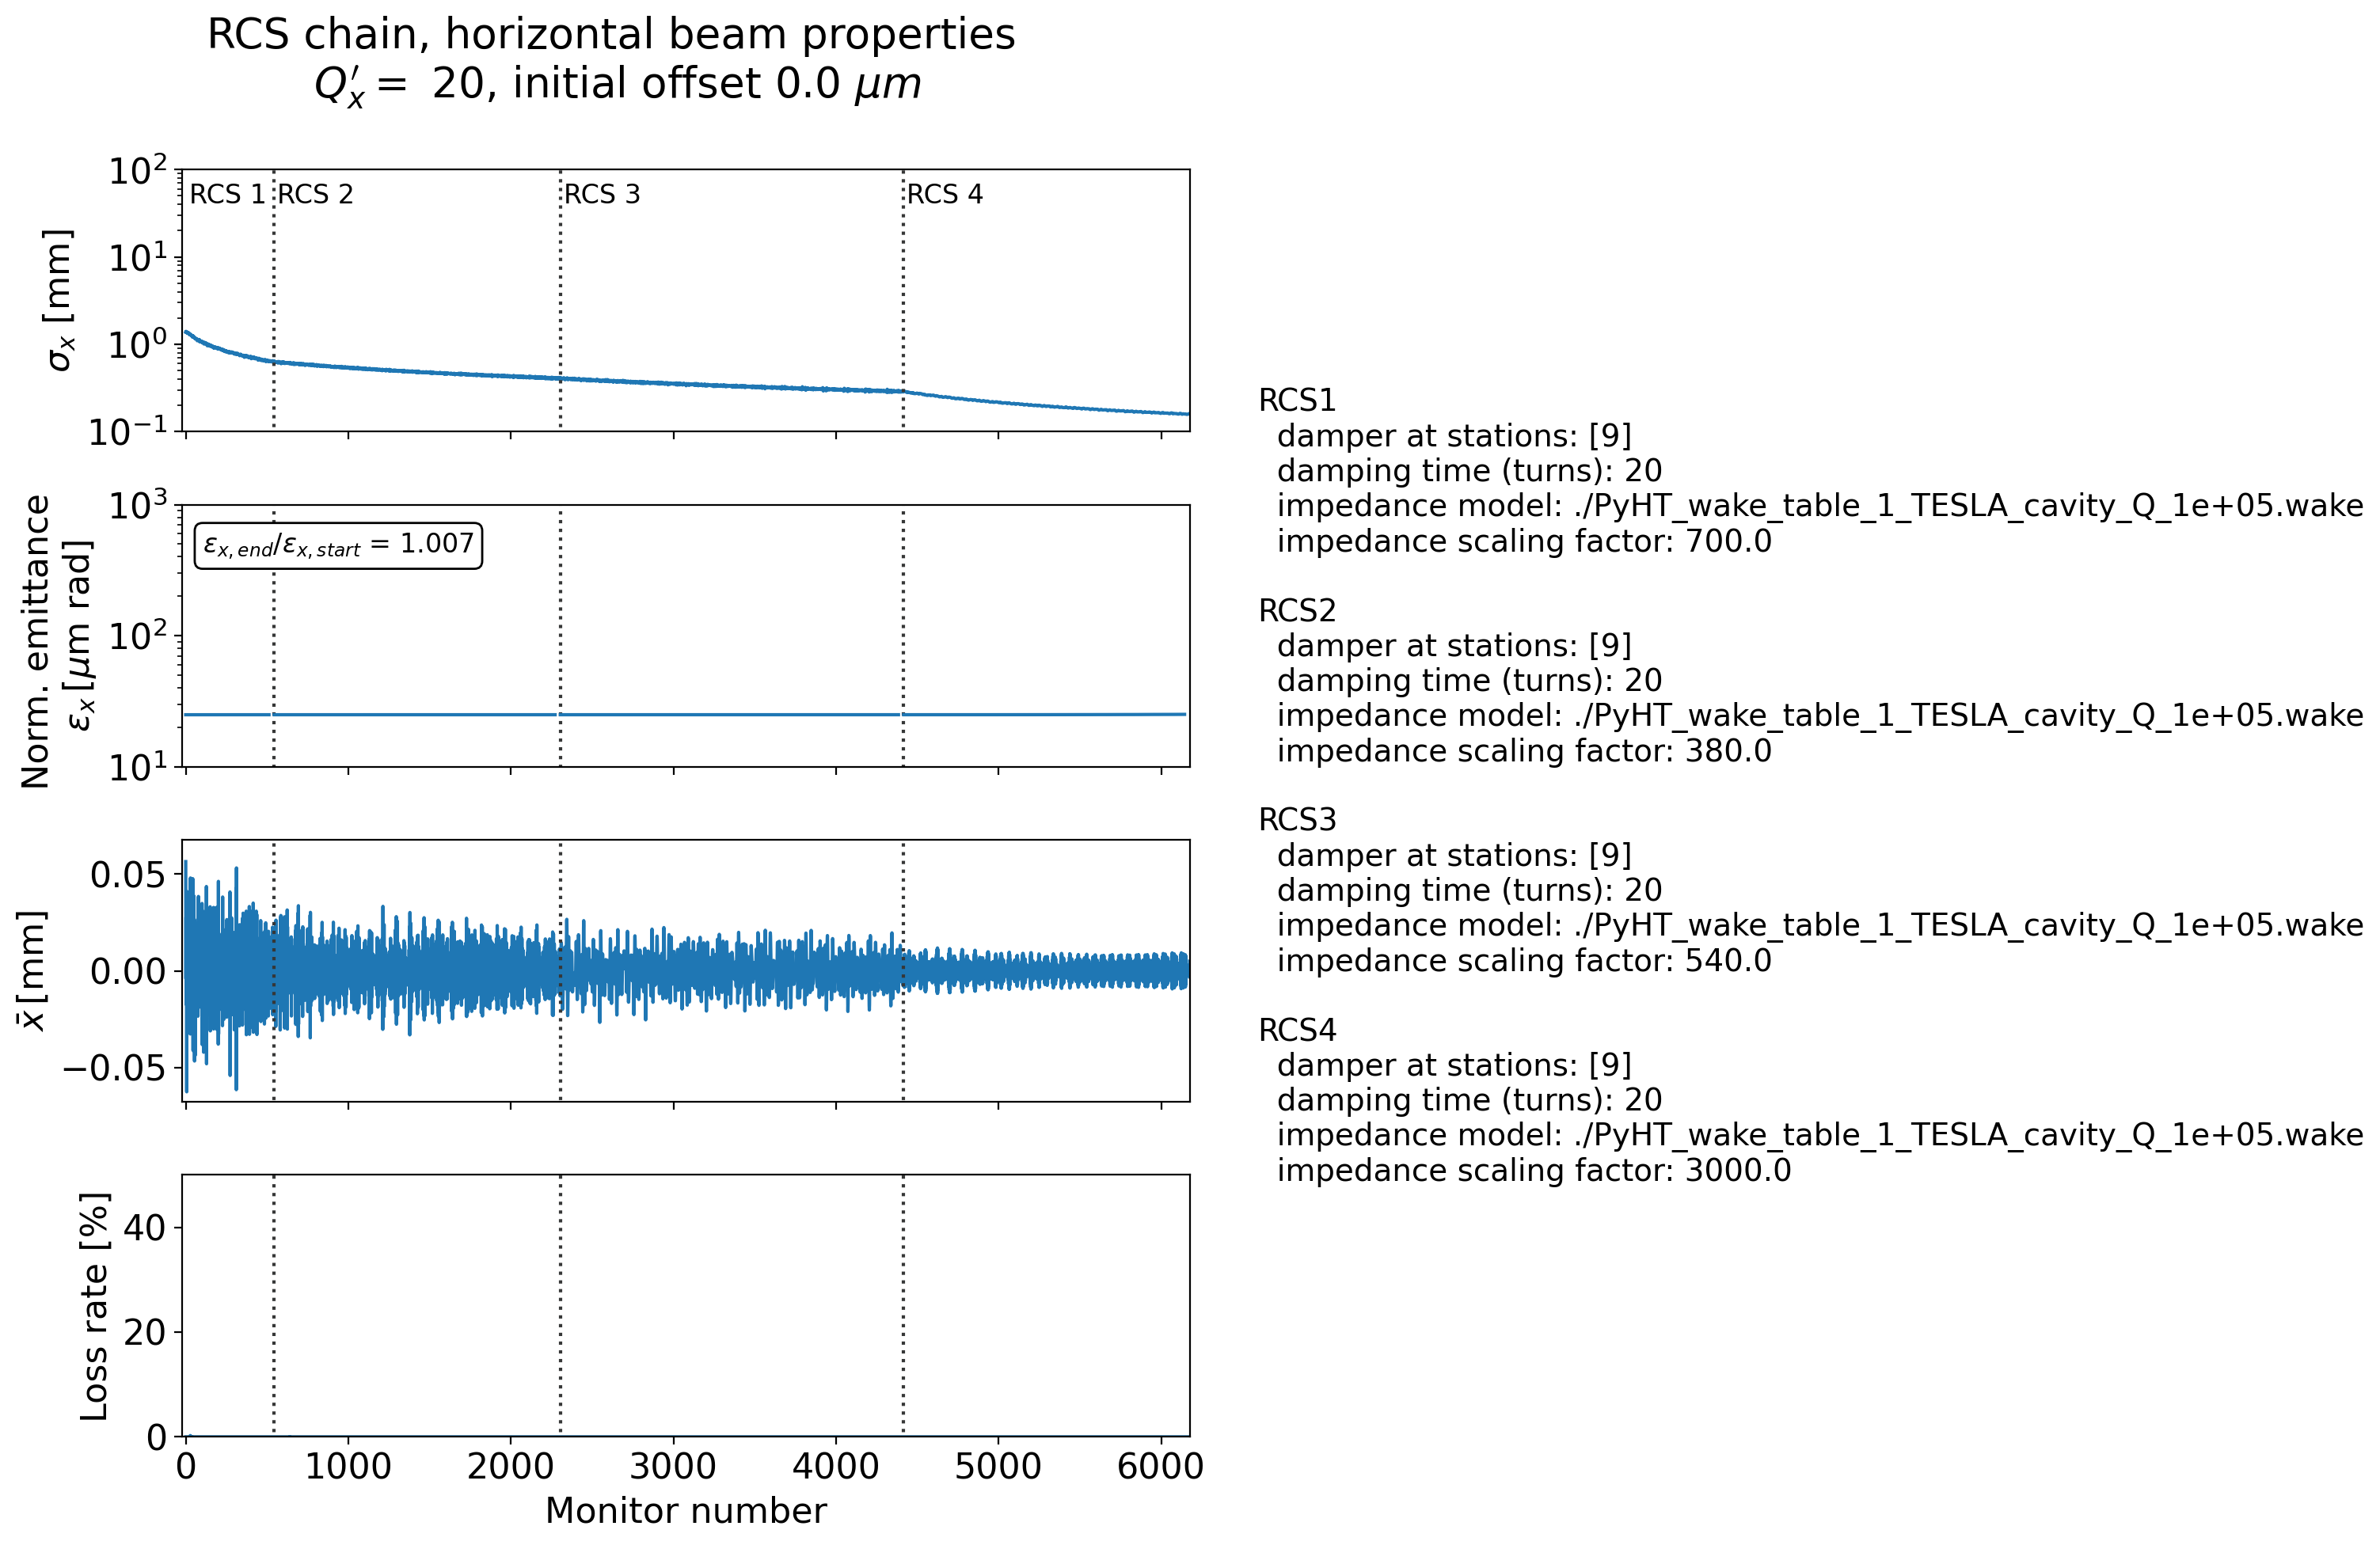 RCS chain, horizontal beam properties
Q′x = 20, initial offset 0.0 μm
10²
10¹
10⁰
10⁻¹
σx [mm]
RCS 1
RCS 2
RCS 3
RCS 4
10³
10²
10¹
Norm. emittance
εx [μm rad]
εx,end/εx,start = 1.007
0.05
0.00
−0.05
x̄ [mm]
40
20
0
Loss rate [%]
0 1000 2000 3000 4000 5000 6000
Monitor number
RCS1
damper at stations: [9]
damping time (turns): 20
impedance model: ./PyHT_wake_table_1_TESLA_cavity_Q_1e+05.wake
impedance scaling factor: 700.0
RCS2
damper at stations: [9]
damping time (turns): 20
impedance model: ./PyHT_wake_table_1_TESLA_cavity_Q_1e+05.wake
impedance scaling factor: 380.0
RCS3
damper at stations: [9]
damping time (turns): 20
impedance model: ./PyHT_wake_table_1_TESLA_cavity_Q_1e+05.wake
impedance scaling factor: 540.0
RCS4
damper at stations: [9]
damping time (turns): 20
impedance model: ./PyHT_wake_table_1_TESLA_cavity_Q_1e+05.wake
impedance scaling factor: 3000.0